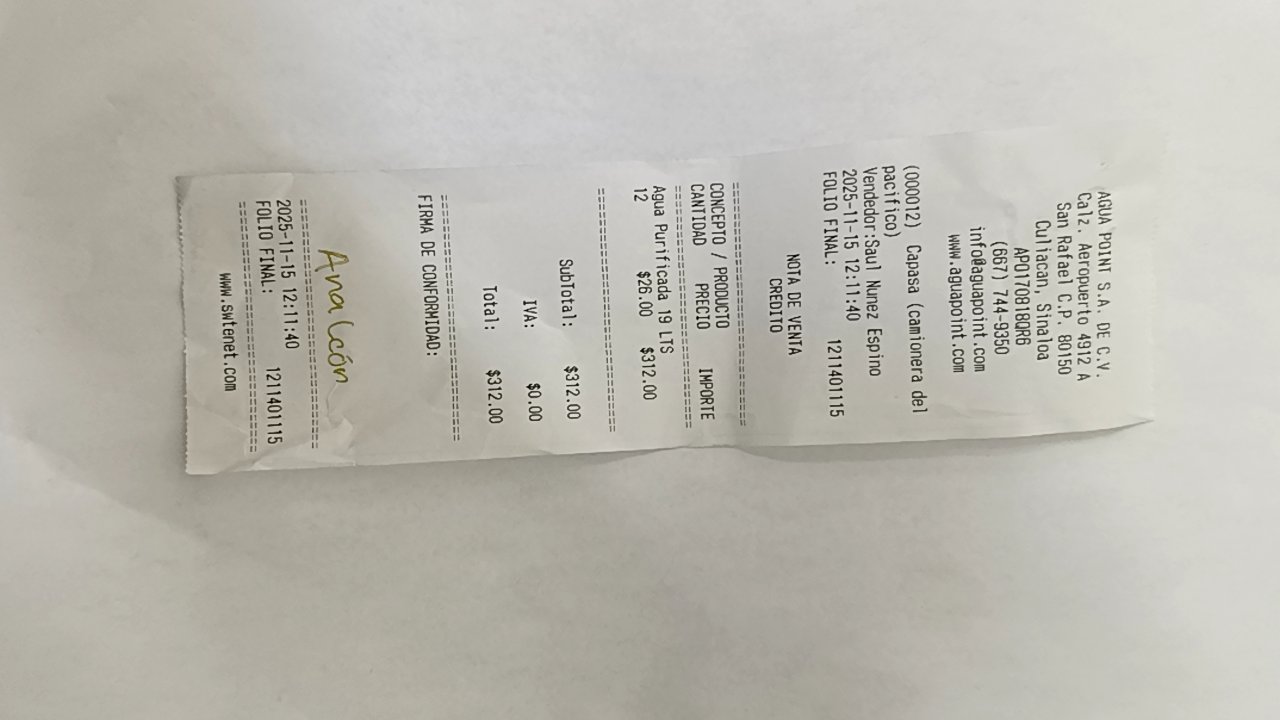 AGUA POINT S.A. DE C.V.
Calz. Aeropuerto 4912 A
San Rafael C.P. 80150
Culiacan, Sinaloa
APO170818QR6
(667) 744-9350
info@aguapoint.com
www.aguapoint.com
(000012) Capasa (camionera del
pacifico)
Vendedor:Saul Nunez Espino
2025-11-15 12:11:40
FOLIO FINAL: 1211401115
NOTA DE VENTA
CREDITO
==============================
CONCEPTO / PRODUCTO
CANTIDAD PRECIO IMPORTE
==============================
Agua Purificada 19 LTS
12 $26.00 $312.00
==============================
SubTotal: $312.00
IVA: $0.00
Total: $312.00
==============================
FIRMA DE CONFORMIDAD:
Ana Lcón
==============================
2025-11-15 12:11:40
FOLIO FINAL: 1211401115
==============================
www.swtenet.com